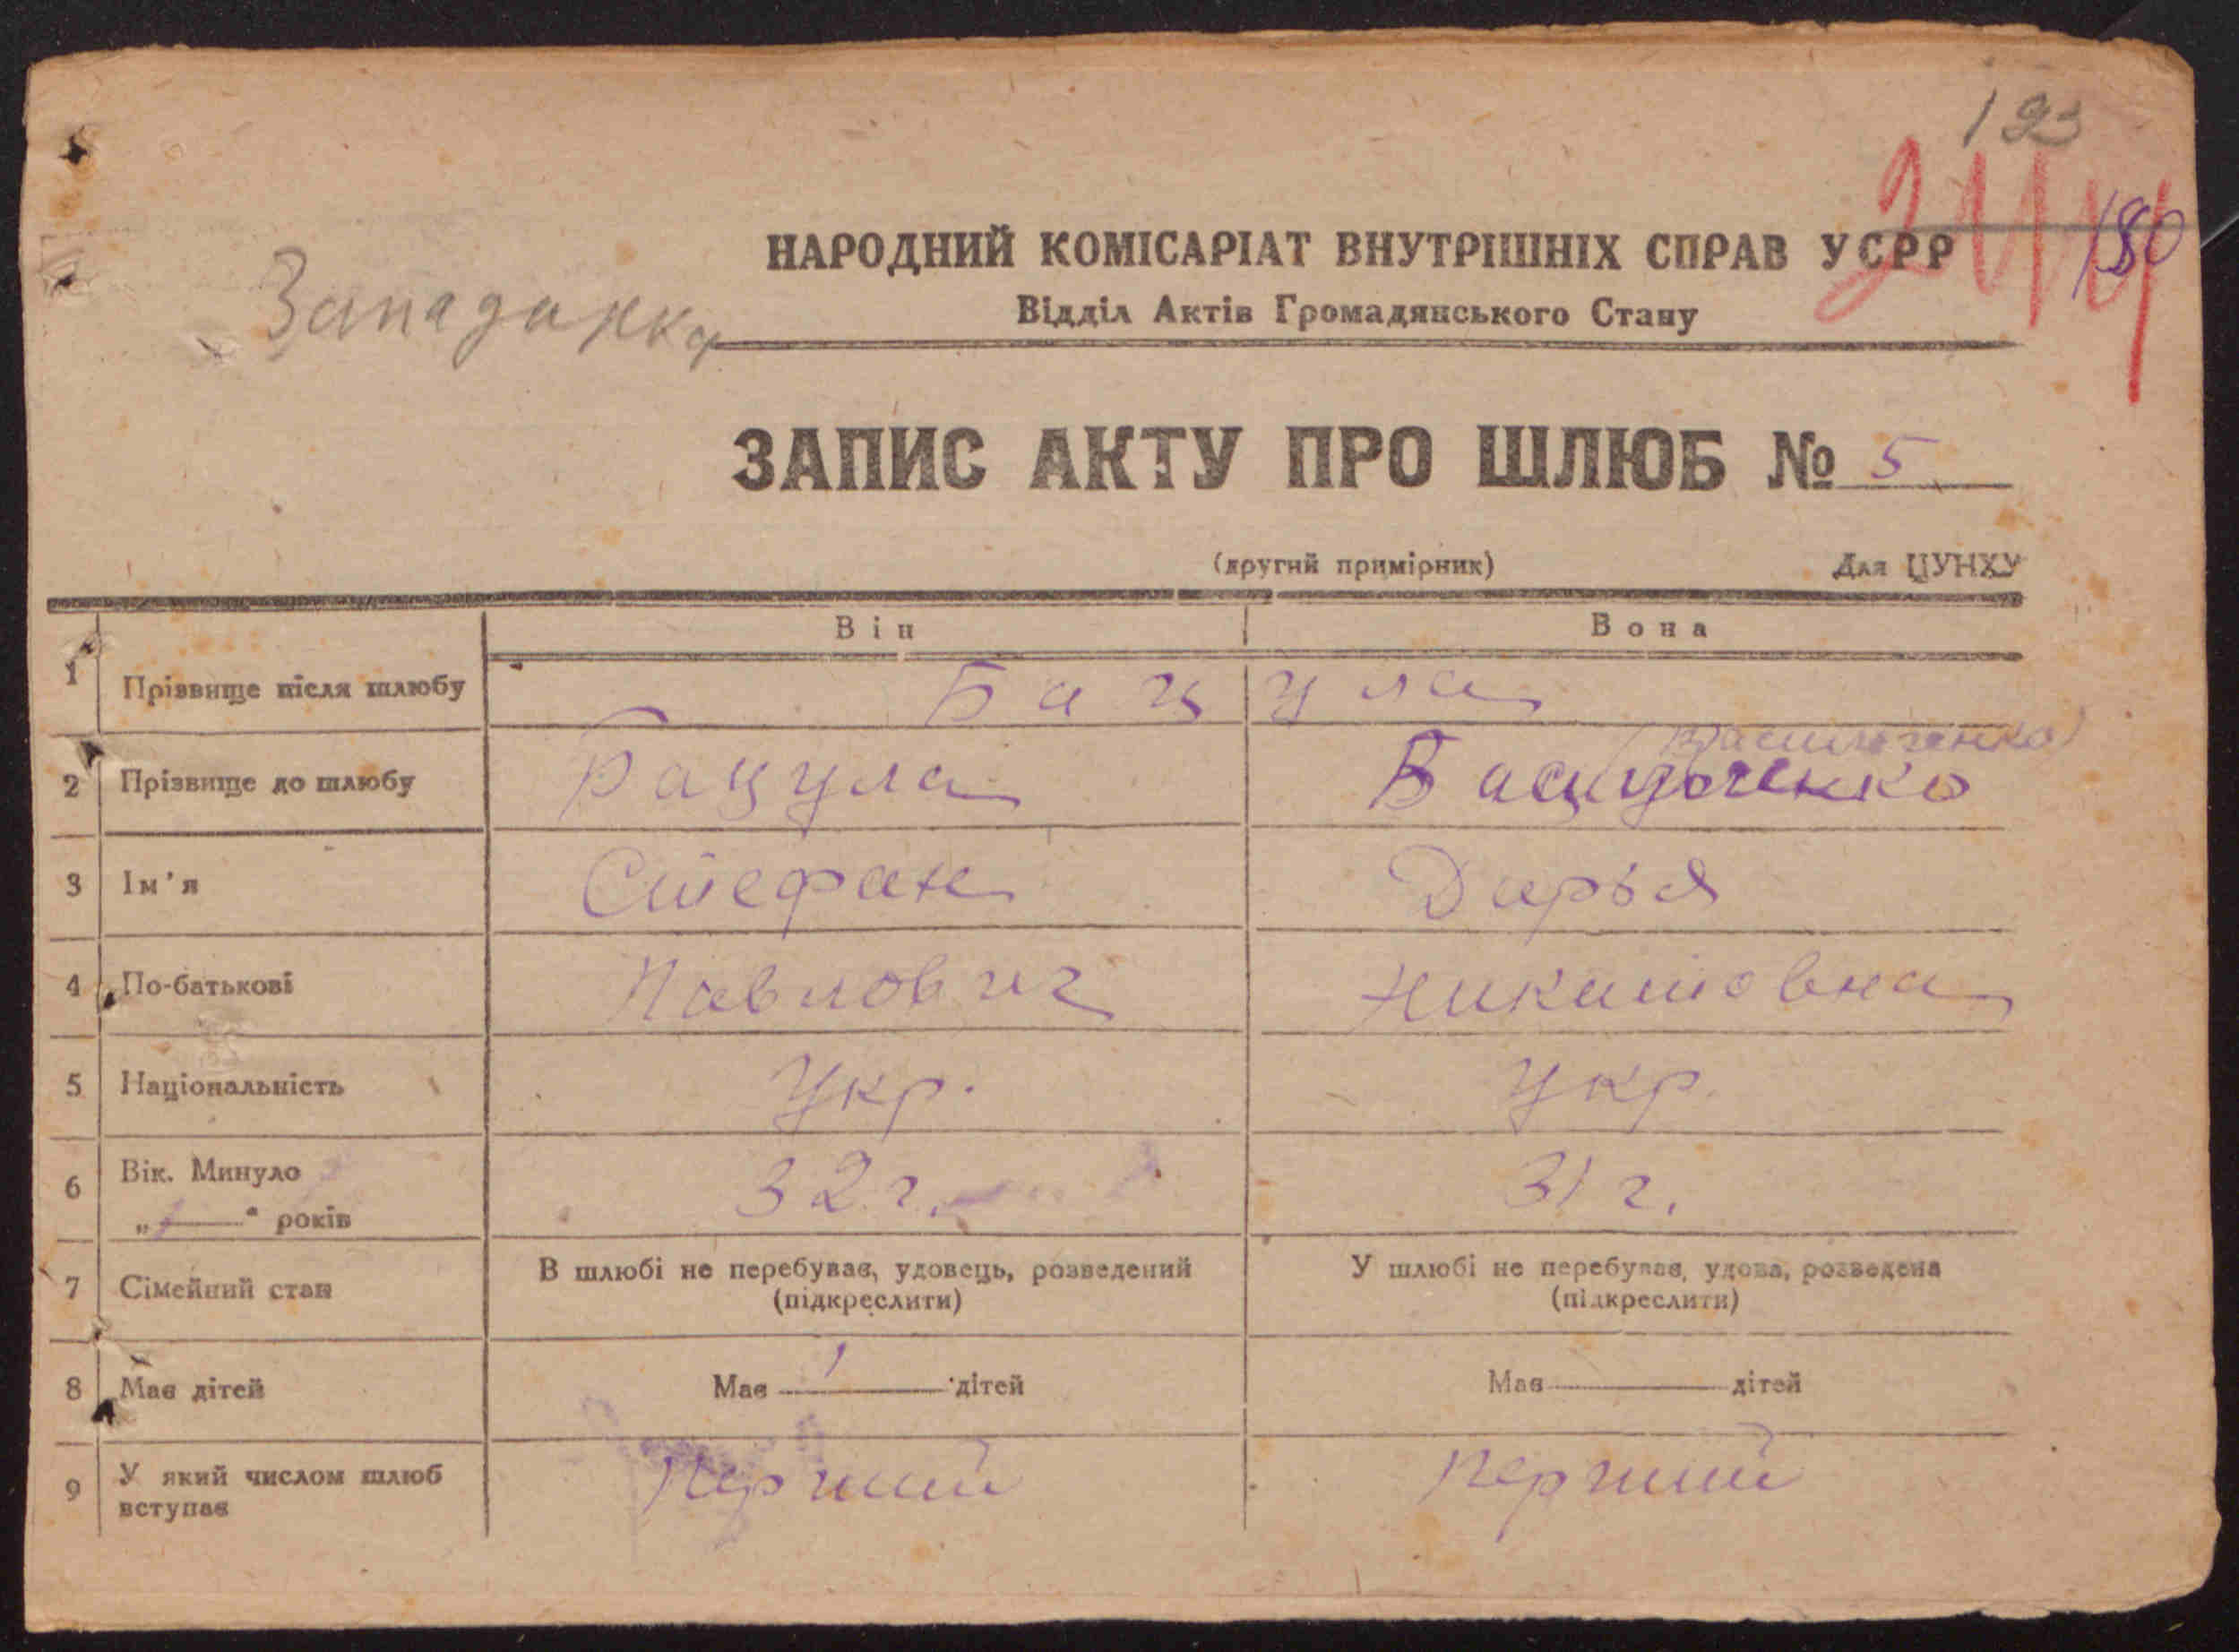 193
180
НАРОДНИЙ КОМІСАРІАТ ВНУТРІШНІХ СПРАВ УСРР
Западинка
Відділ Актів Громадянського Стану
ЗАПИС АКТУ ПРО ШЛЮБ № 5
(другий примірник) Для ЦУНХУ
Він Вона
1 Прізвище після шлюбу Бацула
2 Прізвище до шлюбу Бацула
3 Ім'я Стефан Дарья
4 По-батькові Павлович Никитовна
5 Національність Укр. Укр.
6 Вік. Минуло 32 г. 31 г.
„ “ років
7 Сімейний стан В шлюбі не перебуває, удовець, розведений У шлюбі не перебуває, удова, розведена
(підкреслити) (підкреслити)
8 Має дітей Має 1 дітей Має дітей
9 У який числом шлюб Перший Перший
вступає